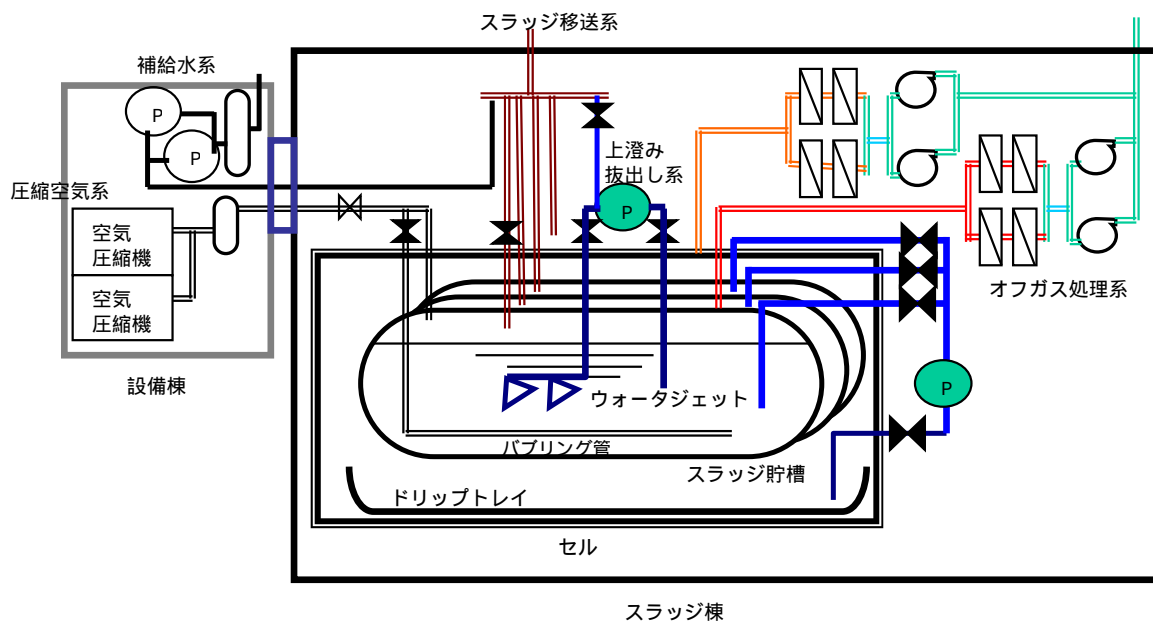 スラッジ移送系
補給水系
P
P
上澄み
抜出し系
P
圧縮空気系
空気
圧縮機
空気
圧縮機
設備棟
オフガス処理系
P
ウォータジェット
バブリング管
スラッジ貯槽
ドリップトレイ
セル
スラッジ棟